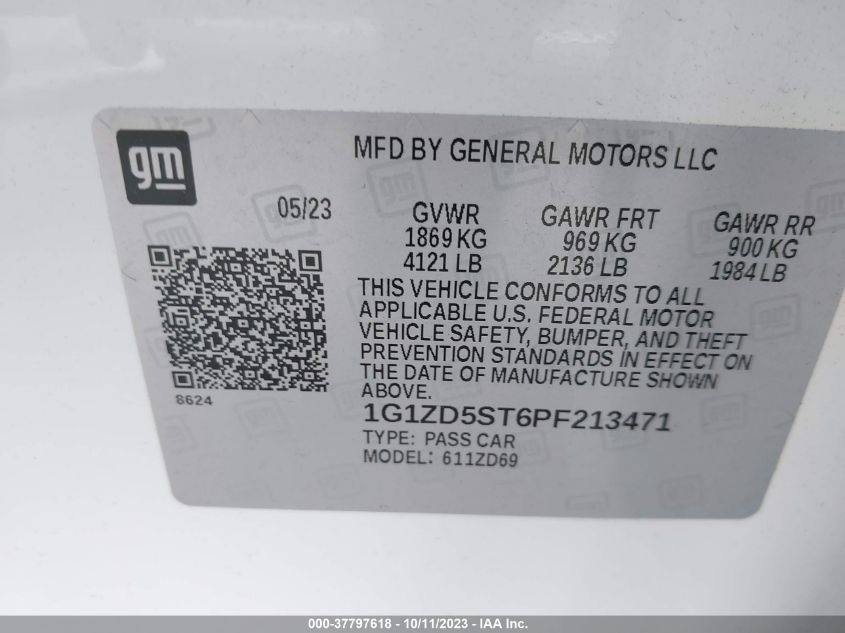 gm
MFD BY GENERAL MOTORS LLC
05/23
GVWR
1869 KG
4121 LB
GAWR FRT
969 KG
2136 LB
GAWR RR
900 KG
1984 LB
THIS VEHICLE CONFORMS TO ALL
APPLICABLE U.S. FEDERAL MOTOR
VEHICLE SAFETY, BUMPER, AND THEFT
PREVENTION STANDARDS IN EFFECT ON
THE DATE OF MANUFACTURE SHOWN
ABOVE.
8624
1G1ZD5ST6PF213471
TYPE: PASS CAR
MODEL: 611ZD69
000-37797618 - 10/11/2023 - IAAI Inc.